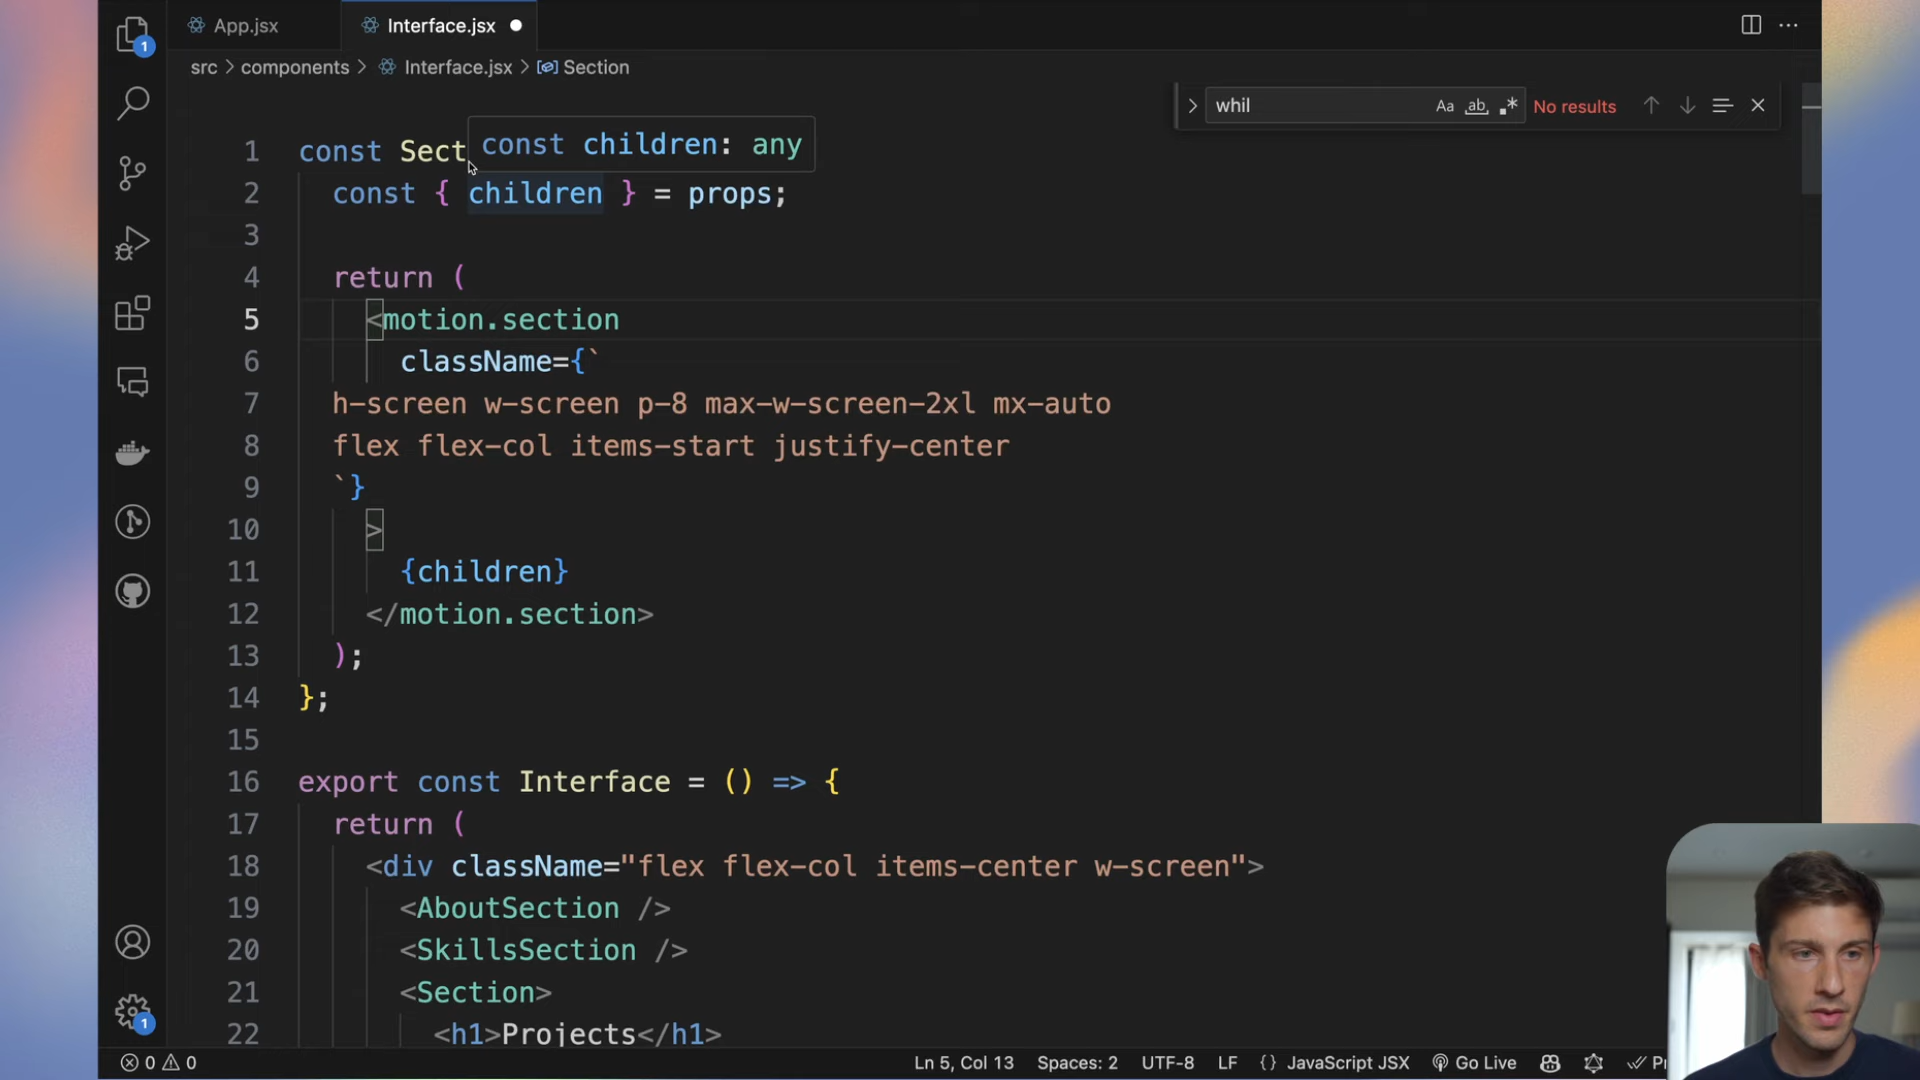 App.jsx
Interface.jsx
1
src > components > Interface.jsx > Section
whil
Aa ab .* No results
const children: any
1 const Sect
2 const { children } = props;
3
4 return (
5 <motion.section
6 className={`
7 h-screen w-screen p-8 max-w-screen-2xl mx-auto
8 flex flex-col items-start justify-center
9 `}
10 >
11 {children}
12 </motion.section>
13 );
14 };
15
16 export const Interface = () => {
17 return (
18 <div className="flex flex-col items-center w-screen">
19 <AboutSection />
20 <SkillsSection />
21 <Section>
22 <h1>Projects</h1>
1
0 0 Ln 5, Col 13 Spaces: 2 UTF-8 LF {} JavaScript JSX Go Live